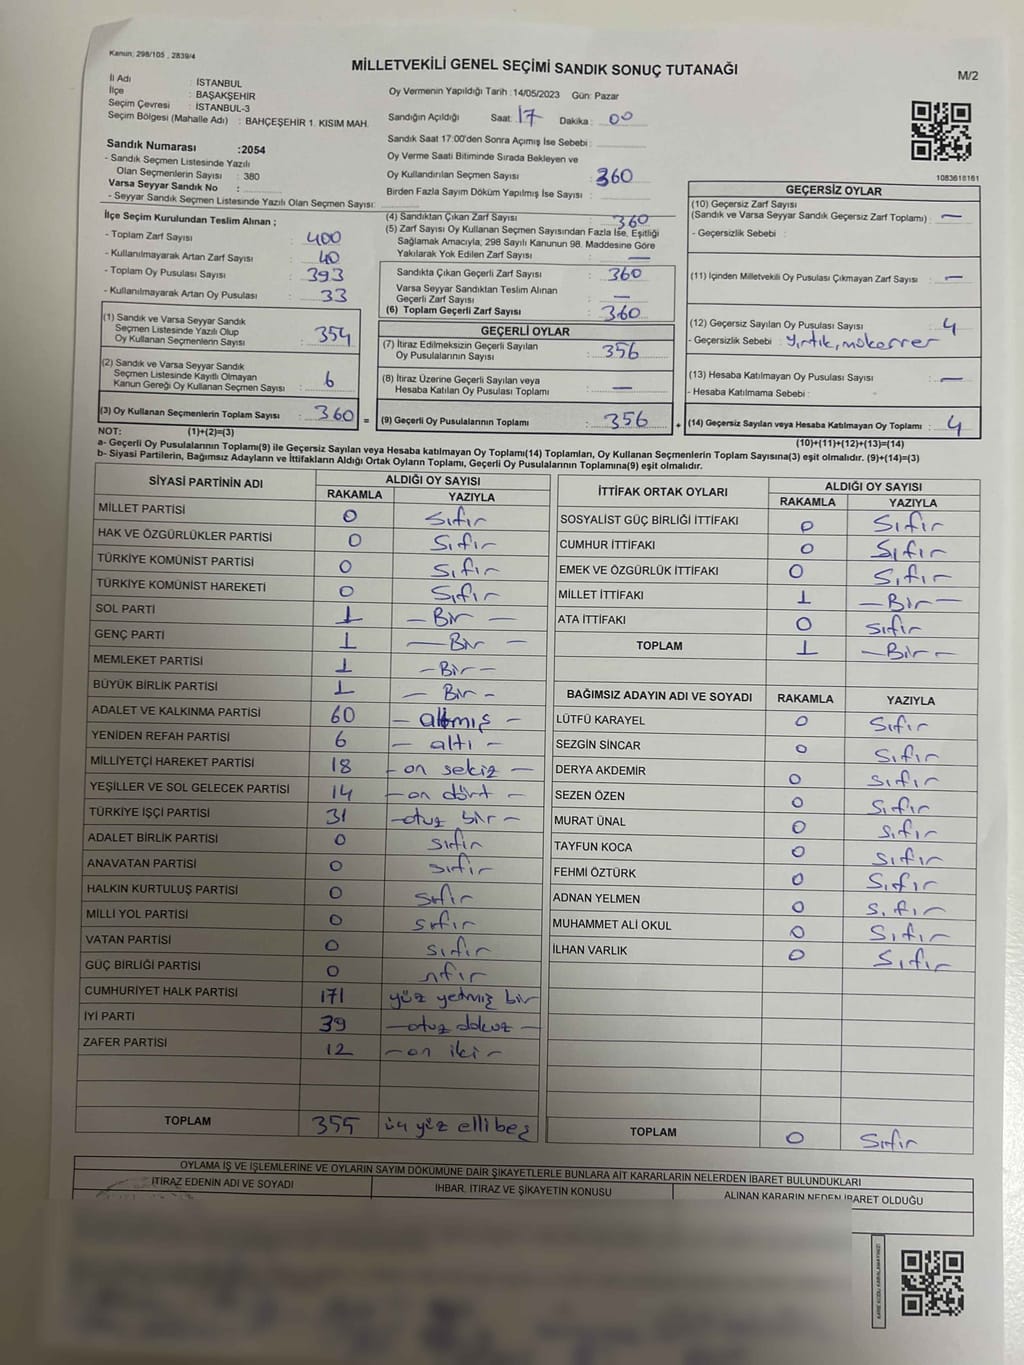 Kanun; 298/105 , 2839/4
MİLLETVEKİLİ GENEL SEÇİMİ SANDIK SONUÇ TUTANAĞI
M/2
İl Adı : İSTANBUL
İlçe : BAŞAKŞEHİR
Seçim Çevresi : İSTANBUL-3
Seçim Bölgesi (Mahalle Adı) : BAHÇEŞEHİR 1. KISIM MAH.
Sandık Numarası :2054
- Sandık Seçmen Listesinde Yazılı
Olan Seçmenlerin Sayısı : 380
Varsa Seyyar Sandık No :
- Seyyar Sandık Seçmen Listesinde Yazılı Olan Seçmen Sayısı:
Oy Vermenin Yapıldığı Tarih :14/05/2023 Gün: Pazar
Sandığın Açıldığı Saat: 17 Dakika: 00
Sandık Saat 17:00'den Sonra Açımış İse Sebebi :
Oy Verme Saati Bitiminde Sırada Bekleyen ve
Oy Kullandırılan Seçmen Sayısı : 360
Birden Fazla Sayım Döküm Yapılmış İse Sayısı :
1083618161
İlçe Seçim Kurulundan Teslim Alınan ;
- Toplam Zarf Sayısı : 400
- Kullanılmayarak Artan Zarf Sayısı : 40
- Toplam Oy Pusulası Sayısı : 393
- Kullanılmayarak Artan Oy Pusulası : 33
(1) Sandık ve Varsa Seyyar Sandık
Seçmen Listesinde Yazılı Olup
Oy Kullanan Seçmenlerin Sayısı : 354
(2) Sandık ve Varsa Seyyar Sandık
Seçmen Listesinde Kayıtlı Olmayan
Kanun Gereği Oy Kullanan Seçmen Sayısı : 6
(3) Oy Kullanan Seçmenlerin Toplam Sayısı : 360 =
(4) Sandıktan Çıkan Zarf Sayısı : 360
(5) Zarf Sayısı Oy Kullanan Seçmen Sayısından Fazla İse, Eşitliği
Sağlamak Amacıyla; 298 Sayılı Kanunun 98. Maddesine Göre
Yakılarak Yok Edilen Zarf Sayısı : —
Sandıkta Çıkan Geçerli Zarf Sayısı : 360
Varsa Seyyar Sandıktan Teslim Alınan
Geçerli Zarf Sayısı : —
(6) Toplam Geçerli Zarf Sayısı : 360
GEÇERLİ OYLAR
(7) İtiraz Edilmeksizin Geçerli Sayılan
Oy Pusulalarının Sayısı : 356
(8) İtiraz Üzerine Geçerli Sayılan veya
Hesaba Katılan Oy Pusulası Toplamı : —
(9) Geçerli Oy Pusulalarının Toplamı : 356 +
GEÇERSİZ OYLAR
(10) Geçersiz Zarf Sayısı
(Sandık ve Varsa Seyyar Sandık Geçersiz Zarf Toplamı) : —
- Geçersizlik Sebebi :
(11) İçinden Milletvekili Oy Pusulası Çıkmayan Zarf Sayısı : —
(12) Geçersiz Sayılan Oy Pusulası Sayısı : 4
- Geçersizlik Sebebi : yırtık, mükerrer
(13) Hesaba Katılmayan Oy Pusulası Sayısı : —
- Hesaba Katılmama Sebebi :
(14) Geçersiz Sayılan veya Hesaba Katılmayan Oy Toplamı : 4
NOT: (1)+(2)=(3)
(10)+(11)+(12)+(13)=(14)
a- Geçerli Oy Pusulalarının Toplamı(9) ile Geçersiz Sayılan veya Hesaba katılmayan Oy Toplamı(14) Toplamları, Oy Kullanan Seçmenlerin Toplam Sayısına(3) eşit olmalıdır. (9)+(14)=(3)
b- Siyasi Partilerin, Bağımsız Adayların ve İttifakların Aldığı Ortak Oyların Toplamı, Geçerli Oy Pusulalarının Toplamına(9) eşit olmalıdır.
SİYASİ PARTİNİN ADI ALDIĞI OY SAYISI
RAKAMLA YAZIYLA
MİLLET PARTİSİ 0 sıfır
HAK VE ÖZGÜRLÜKLER PARTİSİ 0 sıfır
TÜRKİYE KOMÜNİST PARTİSİ 0 sıfır
TÜRKİYE KOMÜNİST HAREKETİ 0 sıfır
SOL PARTİ 1 – Bir –
GENÇ PARTİ 1 – Bir –
MEMLEKET PARTİSİ 1 – Bir –
BÜYÜK BİRLİK PARTİSİ 1 – Bir –
ADALET VE KALKINMA PARTİSİ 60 – altmış –
YENİDEN REFAH PARTİSİ 6 – altı –
MİLLİYETÇİ HAREKET PARTİSİ 18 – on sekiz –
YEŞİLLER VE SOL GELECEK PARTİSİ 14 – on dört –
TÜRKİYE İŞÇİ PARTİSİ 31 – otuz bir –
ADALET BİRLİK PARTİSİ 0 sıfır
ANAVATAN PARTİSİ 0 sıfır
HALKIN KURTULUŞ PARTİSİ 0 sıfır
MİLLİ YOL PARTİSİ 0 sıfır
VATAN PARTİSİ 0 sıfır
GÜÇ BİRLİĞİ PARTİSİ 0 sıfır
CUMHURİYET HALK PARTİSİ 171 yüz yetmiş bir
İYİ PARTİ 39 – otuz dokuz –
ZAFER PARTİSİ 12 – on iki –
TOPLAM 355 üç yüz elli beş
İTTİFAK ORTAK OYLARI ALDIĞI OY SAYISI
RAKAMLA YAZIYLA
SOSYALİST GÜÇ BİRLİĞİ İTTİFAKI 0 sıfır
CUMHUR İTTİFAKI 0 sıfır
EMEK VE ÖZGÜRLÜK İTTİFAKI 0 sıfır
MİLLET İTTİFAKI 1 – Bir –
ATA İTTİFAKI 0 sıfır
TOPLAM 1 – Bir –
BAĞIMSIZ ADAYIN ADI VE SOYADI RAKAMLA YAZIYLA
LÜTFÜ KARAYEL 0 sıfır
SEZGİN SİNCAR 0 sıfır
DERYA AKDEMİR 0 sıfır
SEZEN ÖZEN 0 sıfır
MURAT ÜNAL 0 sıfır
TAYFUN KOCA 0 sıfır
FEHMİ ÖZTÜRK 0 sıfır
ADNAN YELMEN 0 sıfır
MUHAMMET ALİ OKUL 0 sıfır
İLHAN VARLIK 0 sıfır
TOPLAM 0 sıfır
OYLAMA İŞ VE İŞLEMLERİNE VE OYLARIN SAYIM DÖKÜMÜNE DAİR ŞİKAYETLERLE BUNLARA AİT KARARLARIN NELERDEN İBARET BULUNDUKLARI
İTİRAZ EDENİN ADI VE SOYADI İHBAR, İTİRAZ VE ŞİKAYETİN KONUSU ALINAN KARARIN NEDEN İBARET OLDUĞU